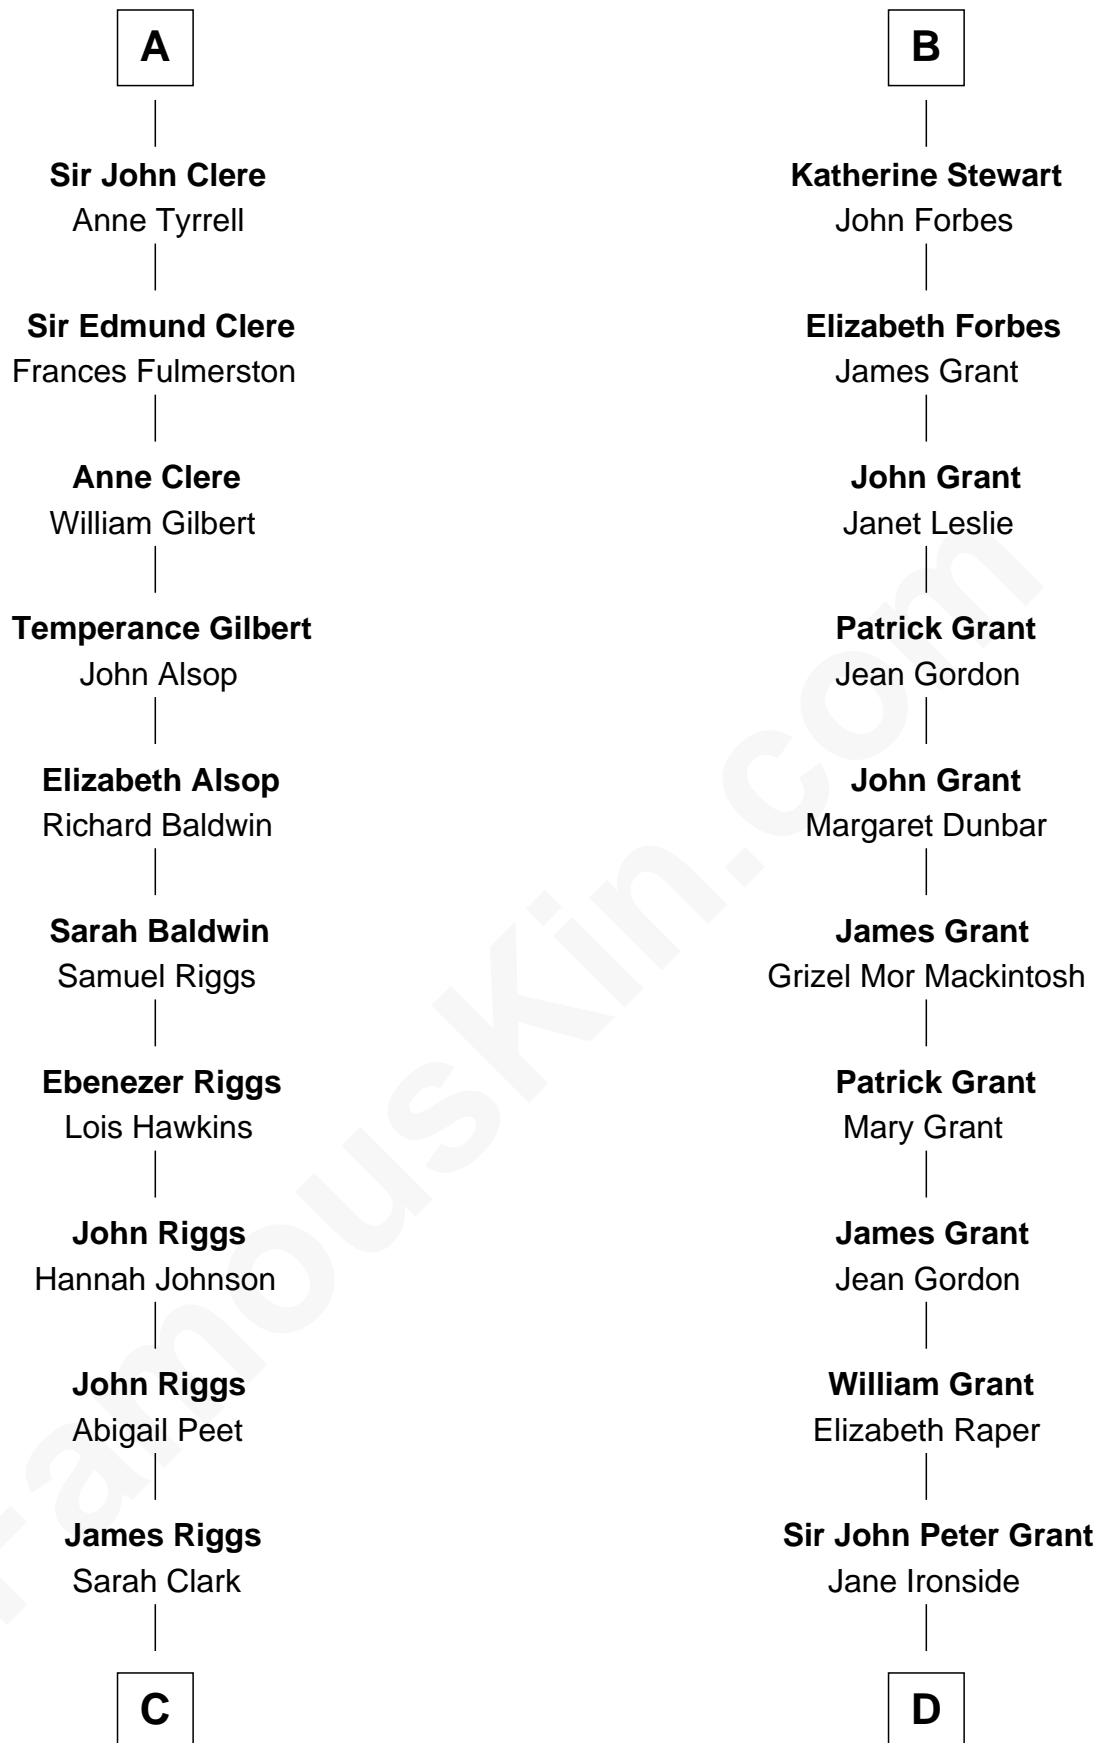 A
Sir John Clere
Anne Tyrrell
Sir Edmund Clere
Frances Fulmerston
Anne Clere
William Gilbert
Temperance Gilbert
John Alsop
Elizabeth Alsop
Richard Baldwin
Sarah Baldwin
Samuel Riggs
Ebenezer Riggs
Lois Hawkins
John Riggs
Hannah Johnson
John Riggs
Abigail Peet
James Riggs
Sarah Clark
C
B
Katherine Stewart
John Forbes
Elizabeth Forbes
James Grant
John Grant
Janet Leslie
Patrick Grant
Jean Gordon
John Grant
Margaret Dunbar
James Grant
Grizel Mor Mackintosh
Patrick Grant
Mary Grant
James Grant
Jean Gordon
William Grant
Elizabeth Raper
Sir John Peter Grant
Jane Ironside
D
FamousKin.com